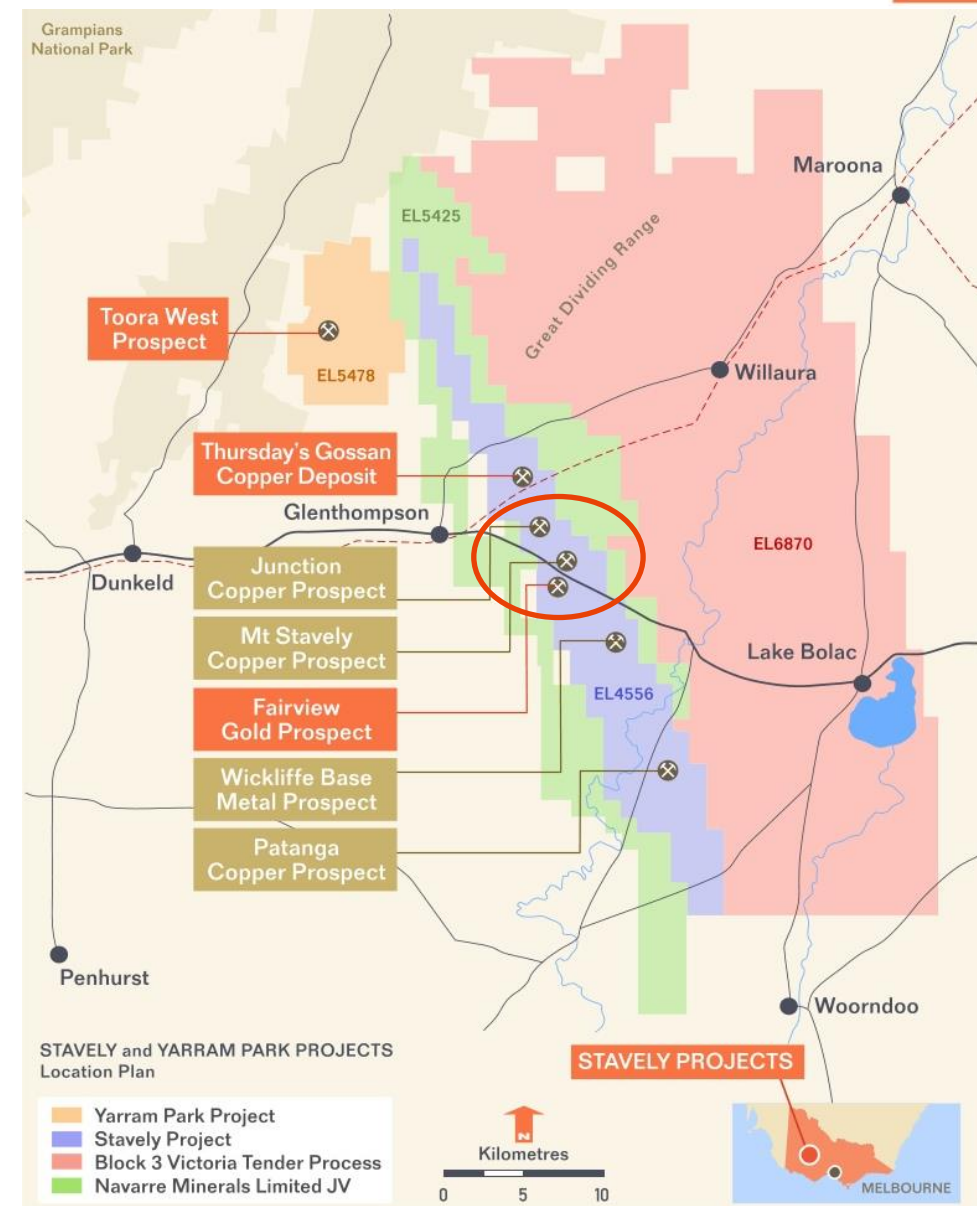 Grampians
National Park
Maroona
EL5425
Great Dividing Range
Toora West
Prospect
EL5478
Willaura
Thursday's Gossan
Copper Deposit
Glenthompson
EL6870
Dunkeld
Junction
Copper Prospect
Mt Stavely
Copper Prospect
Lake Bolac
EL4556
Fairview
Gold Prospect
Wickliffe Base
Metal Prospect
Patanga
Copper Prospect
Penhurst
Woorndoo
STAVELY and YARRAM PARK PROJECTS
Location Plan
STAVELY PROJECTS
Yarram Park Project
Stavely Project
Block 3 Victoria Tender Process
Navarre Minerals Limited JV
N
Kilometres
0 5 10
MELBOURNE